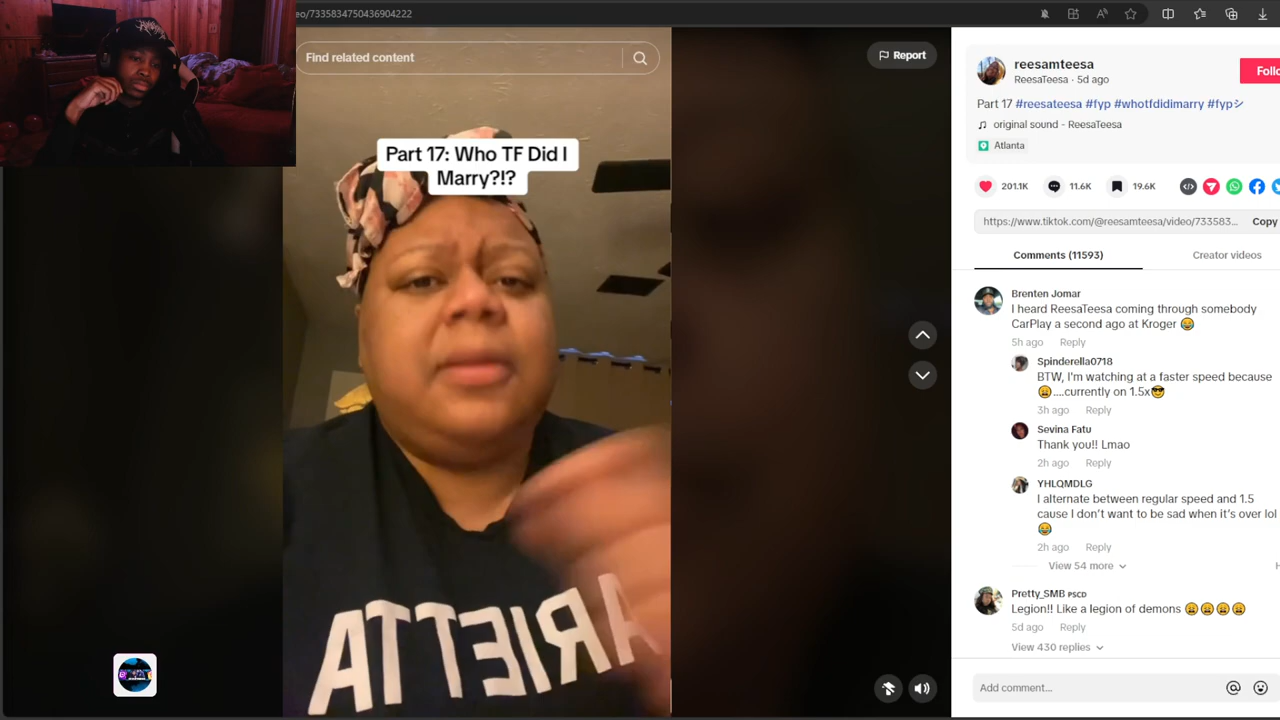 eo/7335834750436904222
Find related content
Report
Part 17: Who TF Did I
Marry?!?
ARIETTA
reesamteesa
ReesaTeesa · 5d ago
Follo
Part 17 #reesateesa #fyp #whotfdidimarry #fypシ
♫ original sound - ReesaTeesa
Atlanta
201.1K
11.6K
19.6K
https://www.tiktok.com/@reesamteesa/video/733583...
Copy
Comments (11593)
Creator videos
Brenten Jomar
I heard ReesaTeesa coming through somebody
CarPlay a second ago at Kroger 😂
5h ago Reply
Spinderella0718
BTW, I'm watching at a faster speed because
😩....currently on 1.5x😎
3h ago Reply
Sevina Fatu
Thank you!! Lmao
2h ago Reply
YHLQMDLG
I alternate between regular speed and 1.5
cause I don't want to be sad when it's over lol
😂
2h ago Reply
View 54 more
H
Pretty_SMB PSCD
Legion!! Like a legion of demons 😩😩😩😩
5d ago Reply
View 430 replies
Add comment...